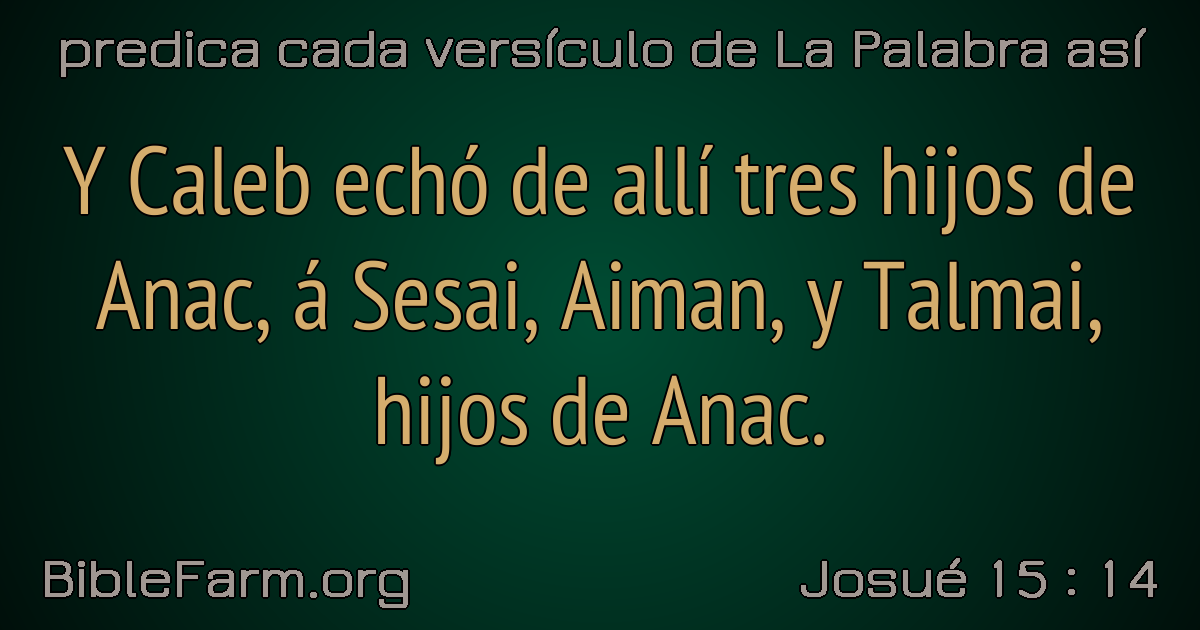 predica cada versículo de La Palabra así
Y Caleb echó de allí tres hijos de
Anac, á Sesai, Aiman, y Talmai,
hijos de Anac.
BibleFarm.org
Josué 15 : 14